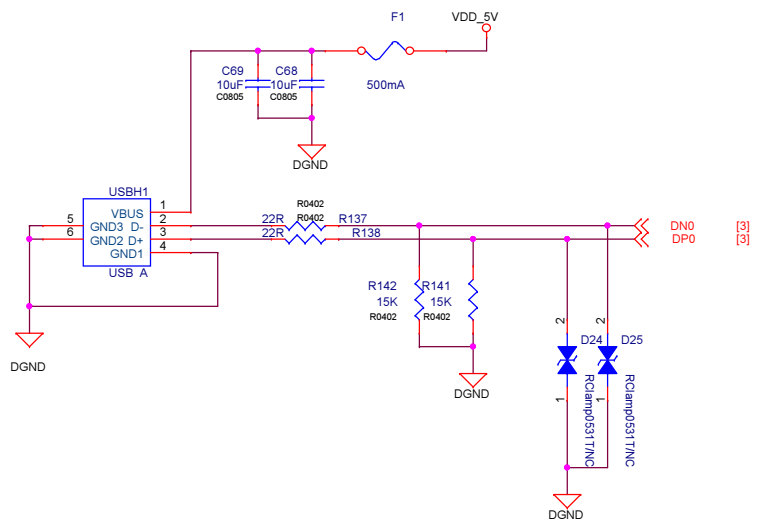 F1
VDD_5V
C69
C68
10uF
10uF
C0805
C0805
500mA
DGND
USBH1
R0402
R0402
VBUS
1
22R
R137
5
GND3
D-
2
DN0
[3]
6
GND2
D+
3
22R
R138
DP0
[3]
GND1
4
USB A
R142
R141
15K
15K
R0402
R0402
2
2
D24
D25
DGND
1
1
RClamp0531T/NC
RClamp0531T/NC
DGND
DGND